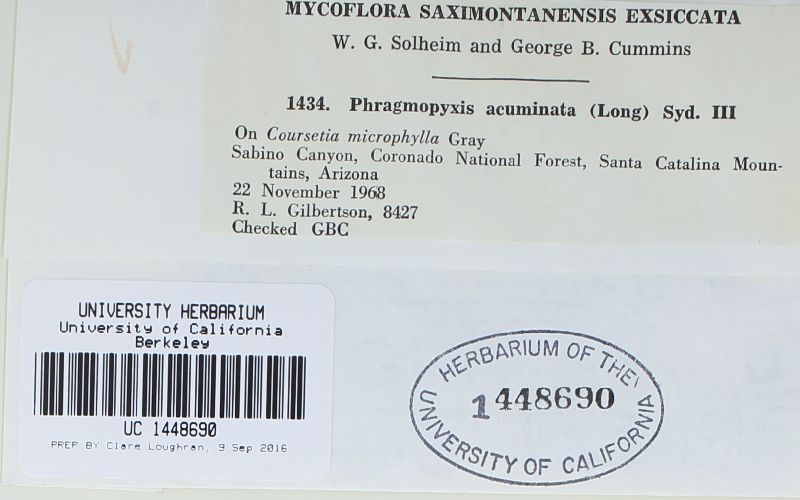 MYCOFLORA SAXIMONTANENSIS EXSICCATA
W. G. Solheim and George B. Cummins
1434. Phragmopyxis acuminata (Long) Syd. III
On Coursetia microphylla Gray
Sabino Canyon, Coronado National Forest, Santa Catalina Moun-
tains, Arizona
22 November 1968
R. L. Gilbertson, 8427
Checked GBC
UNIVERSITY HERBARIUM
University of California
Berkeley
UC 1448690
PREP BY Clare Loughran, 9 Sep 2016
HERBARIUM OF THE
1448690
UNIVERSITY OF CALIFORNIA